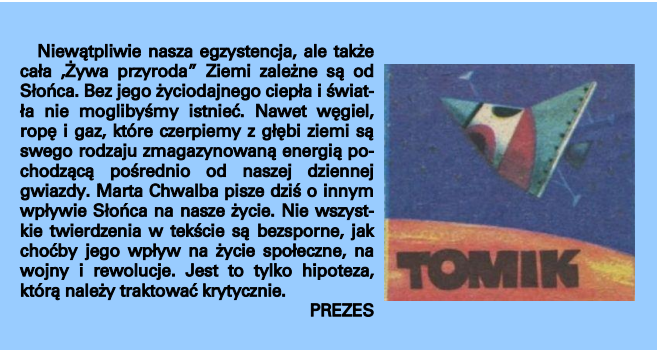 Niewątpliwie nasza egzystencja, ale także
cała ‚Żywa przyroda” Ziemi zależne są od
Słońca. Bez jego życiodajnego ciepła i świat-
ła nie moglibyśmy istnieć. Nawet węgiel,
ropę i gaz, które czerpiemy z głębi ziemi są
swego rodzaju zmagazynowaną energią po-
chodzącą pośrednio od naszej dziennej
gwiazdy. Marta Chwalba pisze dziś o innym
wpływie Słońca na nasze życie. Nie wszyst-
kie twierdzenia w tekście są bezsporne, jak
choćby jego wpływ na życie społeczne, na
wojny i rewolucje. Jest to tylko hipoteza,
którą należy traktować krytycznie.
PREZES
TOMIK